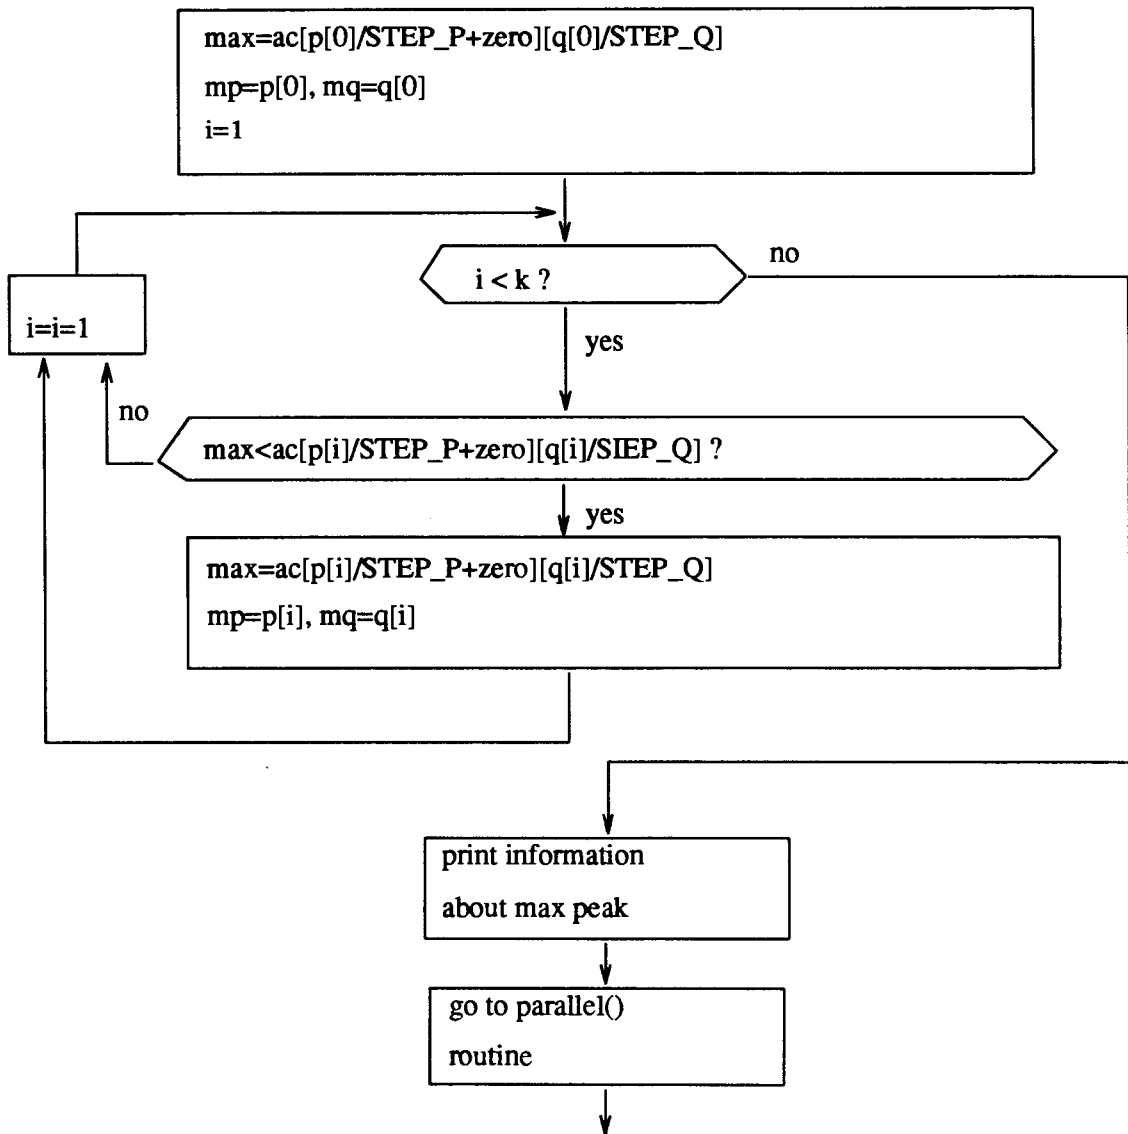 max=ac[p[0]/STEP_P+zero][q[0]/STEP_Q]
mp=p[0], mq=q[0]
i=1
i < k ?
no
i=i=1
yes
no
max<ac[p[i]/STEP_P+zero][q[i]/SIEP_Q] ?
yes
max=ac[p[i]/STEP_P+zero][q[i]/STEP_Q]
mp=p[i], mq=q[i]
print information
about max peak
go to parallel()
routine